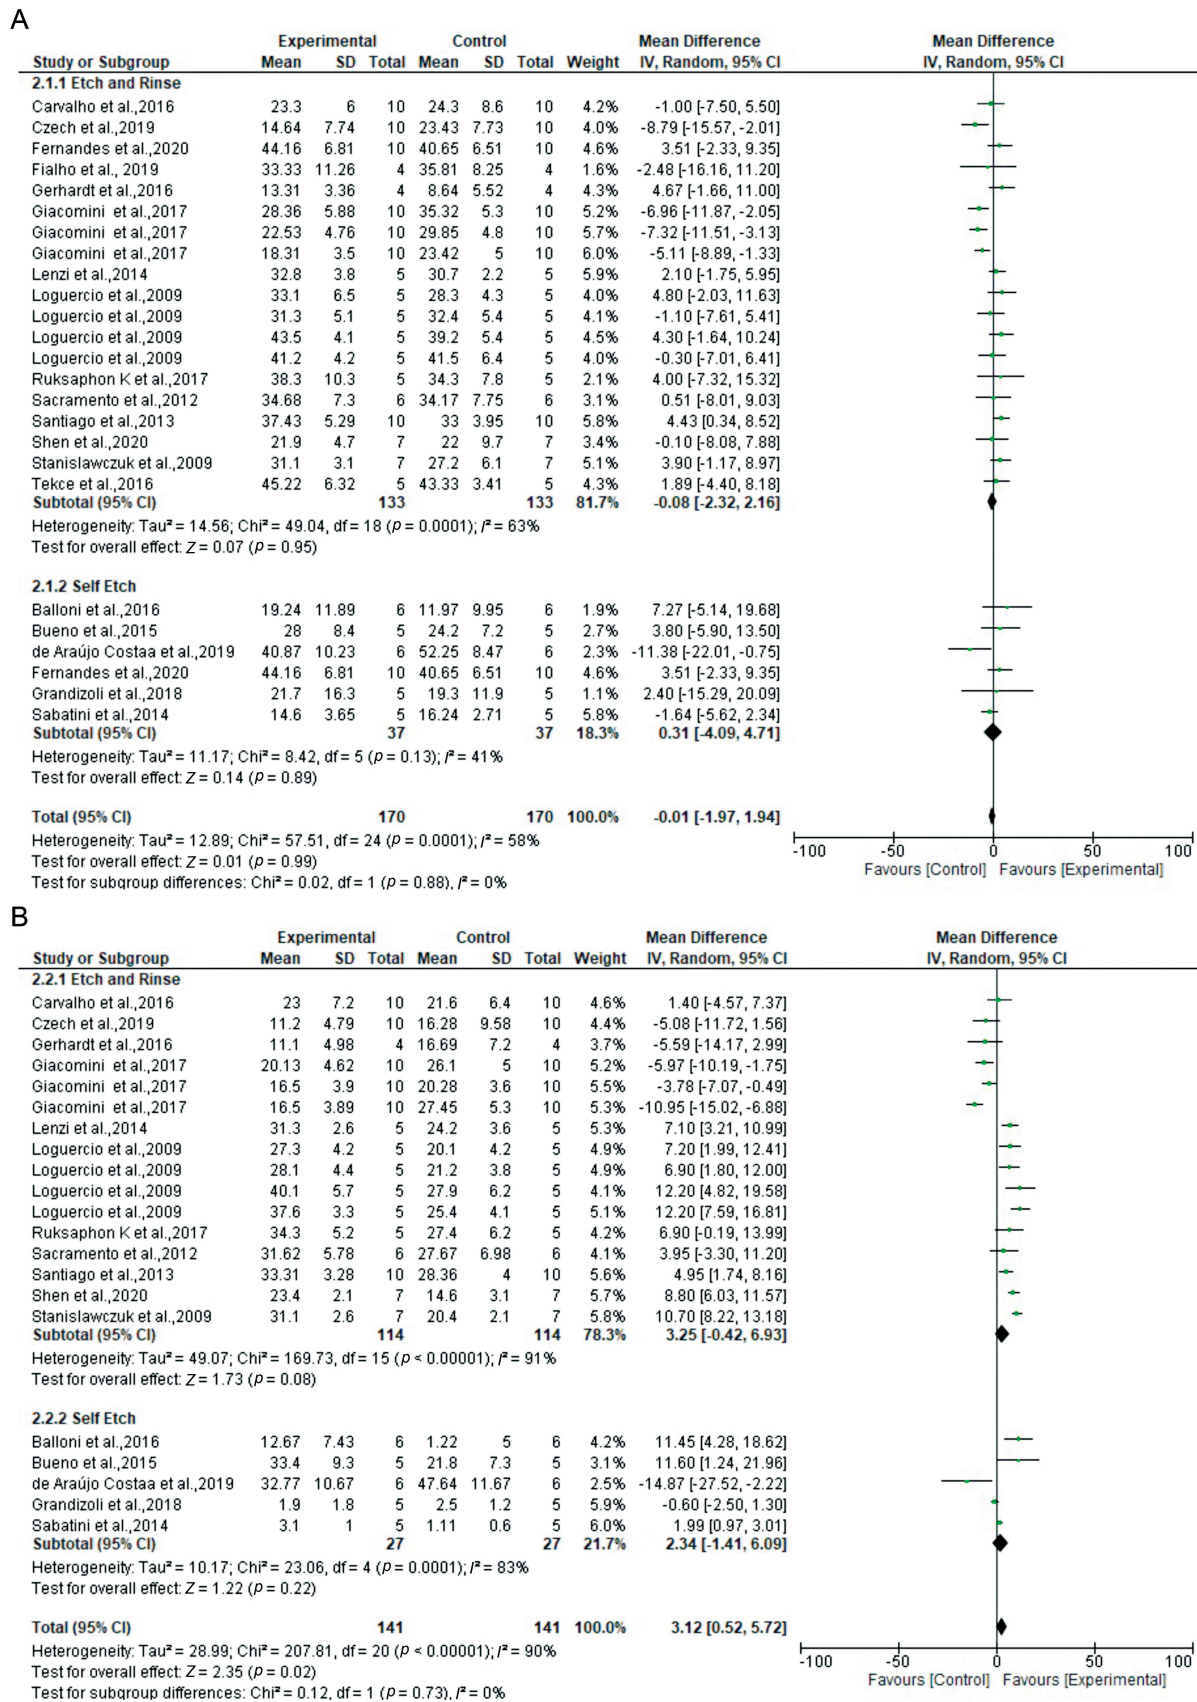 A
Experimental Control Mean Difference Mean Difference
Study or Subgroup Mean SD Total Mean SD Total Weight IV, Random, 95% CI IV, Random, 95% CI
2.1.1 Etch and Rinse
Carvalho et al.,2016 23.3 6 10 24.3 8.6 10 4.2% -1.00 [-7.50, 5.50]
Czech et al.,2019 14.64 7.74 10 23.43 7.73 10 4.0% -8.79 [-15.57, -2.01]
Fernandes et al.,2020 44.16 6.81 10 40.65 6.51 10 4.6% 3.51 [-2.33, 9.35]
Fialho et al., 2019 33.33 11.26 4 35.81 8.25 4 1.6% -2.48 [-16.16, 11.20]
Gerhardt et al.,2016 13.31 3.36 4 8.64 5.52 4 4.3% 4.67 [-1.66, 11.00]
Giacomini et al.,2017 28.36 5.88 10 35.32 5.3 10 5.2% -6.96 [-11.87, -2.05]
Giacomini et al.,2017 22.53 4.76 10 29.85 4.8 10 5.7% -7.32 [-11.51, -3.13]
Giacomini et al.,2017 18.31 3.5 10 23.42 5 10 6.0% -5.11 [-8.89, -1.33]
Lenzi et al.,2014 32.8 3.8 5 30.7 2.2 5 5.9% 2.10 [-1.75, 5.95]
Loguercio et al.,2009 33.1 6.5 5 28.3 4.3 5 4.0% 4.80 [-2.03, 11.63]
Loguercio et al.,2009 31.3 5.1 5 32.4 5.4 5 4.1% -1.10 [-7.61, 5.41]
Loguercio et al.,2009 43.5 4.1 5 39.2 5.4 5 4.5% 4.30 [-1.64, 10.24]
Loguercio et al.,2009 41.2 4.2 5 41.5 6.4 5 4.0% -0.30 [-7.01, 6.41]
Ruksaphon K et al.,2017 38.3 10.3 5 34.3 7.8 5 2.1% 4.00 [-7.32, 15.32]
Sacramento et al.,2012 34.68 7.3 6 34.17 7.75 6 3.1% 0.51 [-8.01, 9.03]
Santiago et al.,2013 37.43 5.29 10 33 3.95 10 5.8% 4.43 [0.34, 8.52]
Shen et al.,2020 21.9 4.7 7 22 9.7 7 3.4% -0.10 [-8.08, 7.88]
Stanislawczuk et al.,2009 31.1 3.1 7 27.2 6.1 7 5.1% 3.90 [-1.17, 8.97]
Tekce et al.,2016 45.22 6.32 5 43.33 3.41 5 4.3% 1.89 [-4.40, 8.18]
Subtotal (95% CI) 133 133 81.7% -0.08 [-2.32, 2.16]
Heterogeneity: Tau² = 14.56; Chi² = 49.04, df = 18 (p = 0.0001); I² = 63%
Test for overall effect: Z = 0.07 (p = 0.95)
2.1.2 Self Etch
Balloni et al.,2016 19.24 11.89 6 11.97 9.95 6 1.9% 7.27 [-5.14, 19.68]
Bueno et al.,2015 28 8.4 5 24.2 7.2 5 2.7% 3.80 [-5.90, 13.50]
de Araújo Costaa et al.,2019 40.87 10.23 6 52.25 8.47 6 2.3% -11.38 [-22.01, -0.75]
Fernandes et al.,2020 44.16 6.81 10 40.65 6.51 10 4.6% 3.51 [-2.33, 9.35]
Grandizoli et al.,2018 21.7 16.3 5 19.3 11.9 5 1.1% 2.40 [-15.29, 20.09]
Sabatini et al.,2014 14.6 3.65 5 16.24 2.71 5 5.8% -1.64 [-5.62, 2.34]
Subtotal (95% CI) 37 37 18.3% 0.31 [-4.09, 4.71]
Heterogeneity: Tau² = 11.17; Chi² = 8.42, df = 5 (p = 0.13); I² = 41%
Test for overall effect: Z = 0.14 (p = 0.89)
Total (95% CI) 170 170 100.0% -0.01 [-1.97, 1.94]
Heterogeneity: Tau² = 12.89; Chi² = 57.51, df = 24 (p = 0.0001); I² = 58%
Test for overall effect: Z = 0.01 (p = 0.99)
Test for subgroup differences: Chi² = 0.02, df = 1 (p = 0.88), I² = 0%
-100 -50 0 50 100
Favours [Control] Favours [Experimental]
B
Experimental Control Mean Difference Mean Difference
Study or Subgroup Mean SD Total Mean SD Total Weight IV, Random, 95% CI IV, Random, 95% CI
2.2.1 Etch and Rinse
Carvalho et al.,2016 23 7.2 10 21.6 6.4 10 4.6% 1.40 [-4.57, 7.37]
Czech et al.,2019 11.2 4.79 10 16.28 9.58 10 4.4% -5.08 [-11.72, 1.56]
Gerhardt et al.,2016 11.1 4.98 4 16.69 7.2 4 3.7% -5.59 [-14.17, 2.99]
Giacomini et al.,2017 20.13 4.62 10 26.1 5 10 5.2% -5.97 [-10.19, -1.75]
Giacomini et al.,2017 16.5 3.9 10 20.28 3.6 10 5.5% -3.78 [-7.07, -0.49]
Giacomini et al.,2017 16.5 3.89 10 27.45 5.3 10 5.3% -10.95 [-15.02, -6.88]
Lenzi et al.,2014 31.3 2.6 5 24.2 3.6 5 5.3% 7.10 [3.21, 10.99]
Loguercio et al.,2009 27.3 4.2 5 20.1 4.2 5 4.9% 7.20 [1.99, 12.41]
Loguercio et al.,2009 28.1 4.4 5 21.2 3.8 5 4.9% 6.90 [1.80, 12.00]
Loguercio et al.,2009 40.1 5.7 5 27.9 6.2 5 4.1% 12.20 [4.82, 19.58]
Loguercio et al.,2009 37.6 3.3 5 25.4 4.1 5 5.1% 12.20 [7.59, 16.81]
Ruksaphon K et al.,2017 34.3 5.2 5 27.4 6.2 5 4.2% 6.90 [-0.19, 13.99]
Sacramento et al.,2012 31.62 5.78 6 27.67 6.98 6 4.1% 3.95 [-3.30, 11.20]
Santiago et al.,2013 33.31 3.28 10 28.36 4 10 5.6% 4.95 [1.74, 8.16]
Shen et al.,2020 23.4 2.1 7 14.6 3.1 7 5.7% 8.80 [6.03, 11.57]
Stanislawczuk et al.,2009 31.1 2.6 7 20.4 2.1 7 5.8% 10.70 [8.22, 13.18]
Subtotal (95% CI) 114 114 78.3% 3.25 [-0.42, 6.93]
Heterogeneity: Tau² = 49.07; Chi² = 169.73, df = 15 (p < 0.00001); I² = 91%
Test for overall effect: Z = 1.73 (p = 0.08)
2.2.2 Self Etch
Balloni et al.,2016 12.67 7.43 6 1.22 5 6 4.2% 11.45 [4.28, 18.62]
Bueno et al.,2015 33.4 9.3 5 21.8 7.3 5 3.1% 11.60 [1.24, 21.96]
de Araújo Costaa et al.,2019 32.77 10.67 6 47.64 11.67 6 2.5% -14.87 [-27.52, -2.22]
Grandizoli et al.,2018 1.9 1.8 5 2.5 1.2 5 5.9% -0.60 [-2.50, 1.30]
Sabatini et al.,2014 3.1 1 5 1.11 0.6 5 6.0% 1.99 [0.97, 3.01]
Subtotal (95% CI) 27 27 21.7% 2.34 [-1.41, 6.09]
Heterogeneity: Tau² = 10.17; Chi² = 23.06, df = 4 (p = 0.0001); I² = 83%
Test for overall effect: Z = 1.22 (p = 0.22)
Total (95% CI) 141 141 100.0% 3.12 [0.52, 5.72]
Heterogeneity: Tau² = 28.99; Chi² = 207.81, df = 20 (p < 0.00001); I² = 90%
Test for overall effect: Z = 2.35 (p = 0.02)
Test for subgroup differences: Chi² = 0.12, df = 1 (p = 0.73), I² = 0%
-100 -50 0 50 100
Favours [Control] Favours [Experimental]